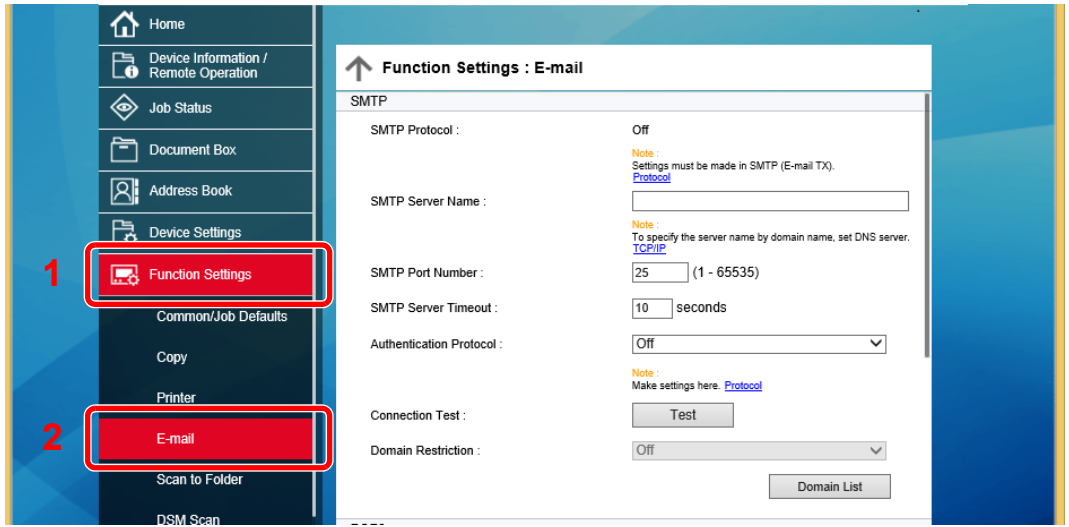 Home
Device Information /
Remote Operation
Job Status
Document Box
Address Book
Device Settings
1
Function Settings
Common/Job Defaults
Copy
Printer
2
E-mail
Scan to Folder
DSM Scan
Function Settings : E-mail
SMTP
SMTP Protocol : Off
Note :
Settings must be made in SMTP (E-mail TX).
Protocol
SMTP Server Name :
Note :
To specify the server name by domain name, set DNS server.
TCP/IP
SMTP Port Number : 25 (1 - 65535)
SMTP Server Timeout : 10 seconds
Authentication Protocol : Off
Note :
Make settings here. Protocol
Connection Test : Test
Domain Restriction : Off
Domain List